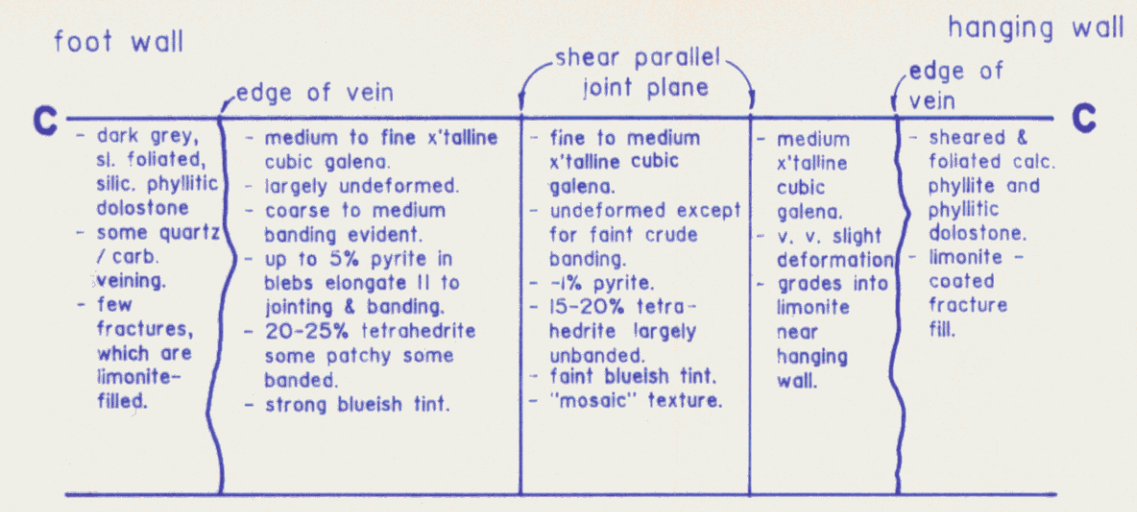 foot wall
hanging wall
edge of vein
shear parallel
joint plane
edge of
vein
C
C
- dark grey,
sl. foliated,
silic. phyllitic
dolostone
- some quartz
/ carb.
veining.
- few
fractures,
which are
limonite-
filled.
- medium to fine x'talline
cubic galena.
- largely undeformed.
- coarse to medium
banding evident.
- up to 5% pyrite in
blebs elongate II to
jointing & banding.
- 20-25% tetrahedrite
some patchy some
banded.
- strong blueish tint.
- fine to medium
x'talline cubic
galena.
- undeformed except
for faint crude
banding.
- ~1% pyrite.
- 15-20% tetra-
hedrite largely
unbanded.
- faint blueish tint.
- "mosaic" texture.
- medium
x'talline
cubic
galena.
- v. v. slight
deformation
- grades into
limonite
near
hanging
wall.
- sheared &
foliated calc.
phyllite and
phyllitic
dolostone.
- limonite -
coated
fracture
fill.